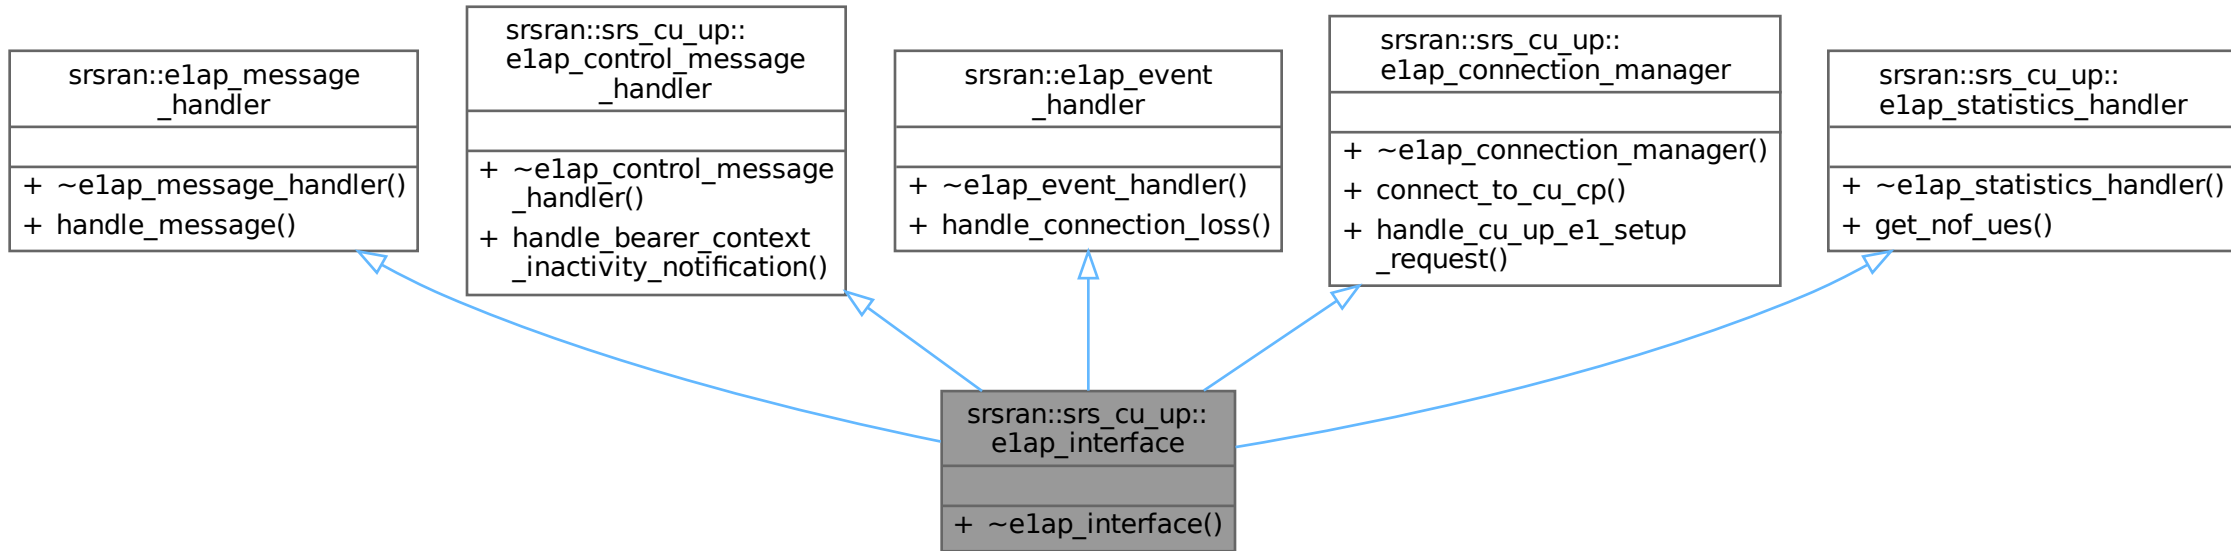 srsran::e1ap_message
_handler
+ ~e1ap_message_handler()
+ handle_message()
srsran::srs_cu_up::
e1ap_control_message
_handler
+ ~e1ap_control_message
_handler()
+ handle_bearer_context
_inactivity_notification()
srsran::e1ap_event
_handler
+ ~e1ap_event_handler()
+ handle_connection_loss()
srsran::srs_cu_up::
e1ap_connection_manager
+ ~e1ap_connection_manager()
+ connect_to_cu_cp()
+ handle_cu_up_e1_setup
_request()
srsran::srs_cu_up::
e1ap_statistics_handler
+ ~e1ap_statistics_handler()
+ get_nof_ues()
srsran::srs_cu_up::
e1ap_interface
+ ~e1ap_interface()